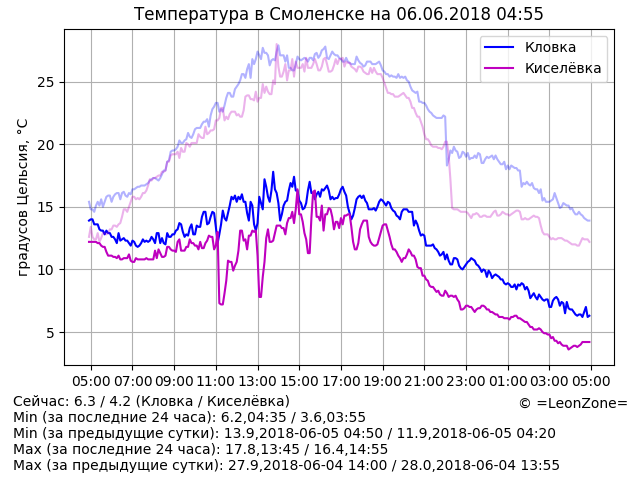 Температура в Смоленске на 06.06.2018 04:55
Кловка
Киселёвка
градусов Цельсия, °C
25
20
15
10
5
05:00 07:00 09:00 11:00 13:00 15:00 17:00 19:00 21:00 23:00 01:00 03:00 05:00
Сейчас: 6.3 / 4.2 (Кловка / Киселёвка)
© =LeonZone=
Min (за последние 24 часа): 6.2,04:35 / 3.6,03:55
Min (за предыдущие сутки): 13.9,2018-06-05 04:50 / 11.9,2018-06-05 04:20
Max (за последние 24 часа): 17.8,13:45 / 16.4,14:55
Max (за предыдущие сутки): 27.9,2018-06-04 14:00 / 28.0,2018-06-04 13:55